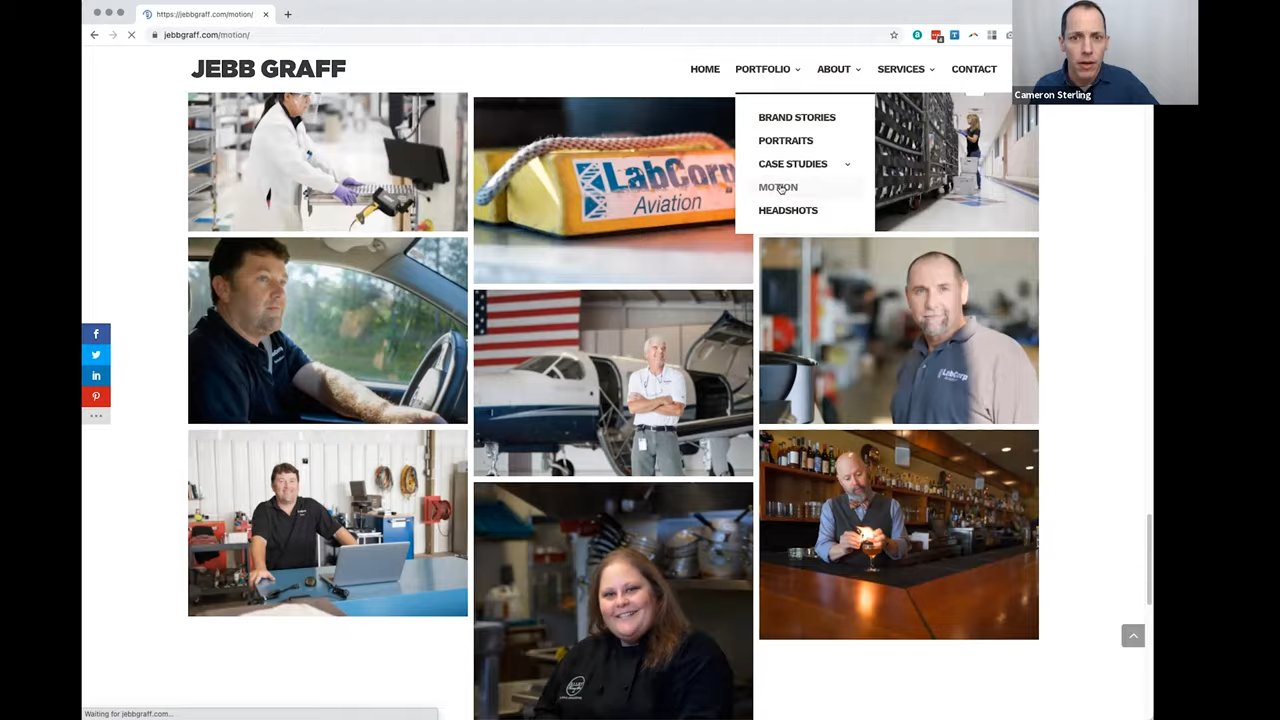 https://jebbgraff.com/motion/
jebbgraff.com/motion/
Cameron Sterling
JEBB GRAFF
HOME PORTFOLIO ABOUT SERVICES CONTACT
BRAND STORIES
PORTRAITS
CASE STUDIES
MOTION
HEADSHOTS
LabCorp
Aviation
LabCorp
Waiting for jebbgraff.com...